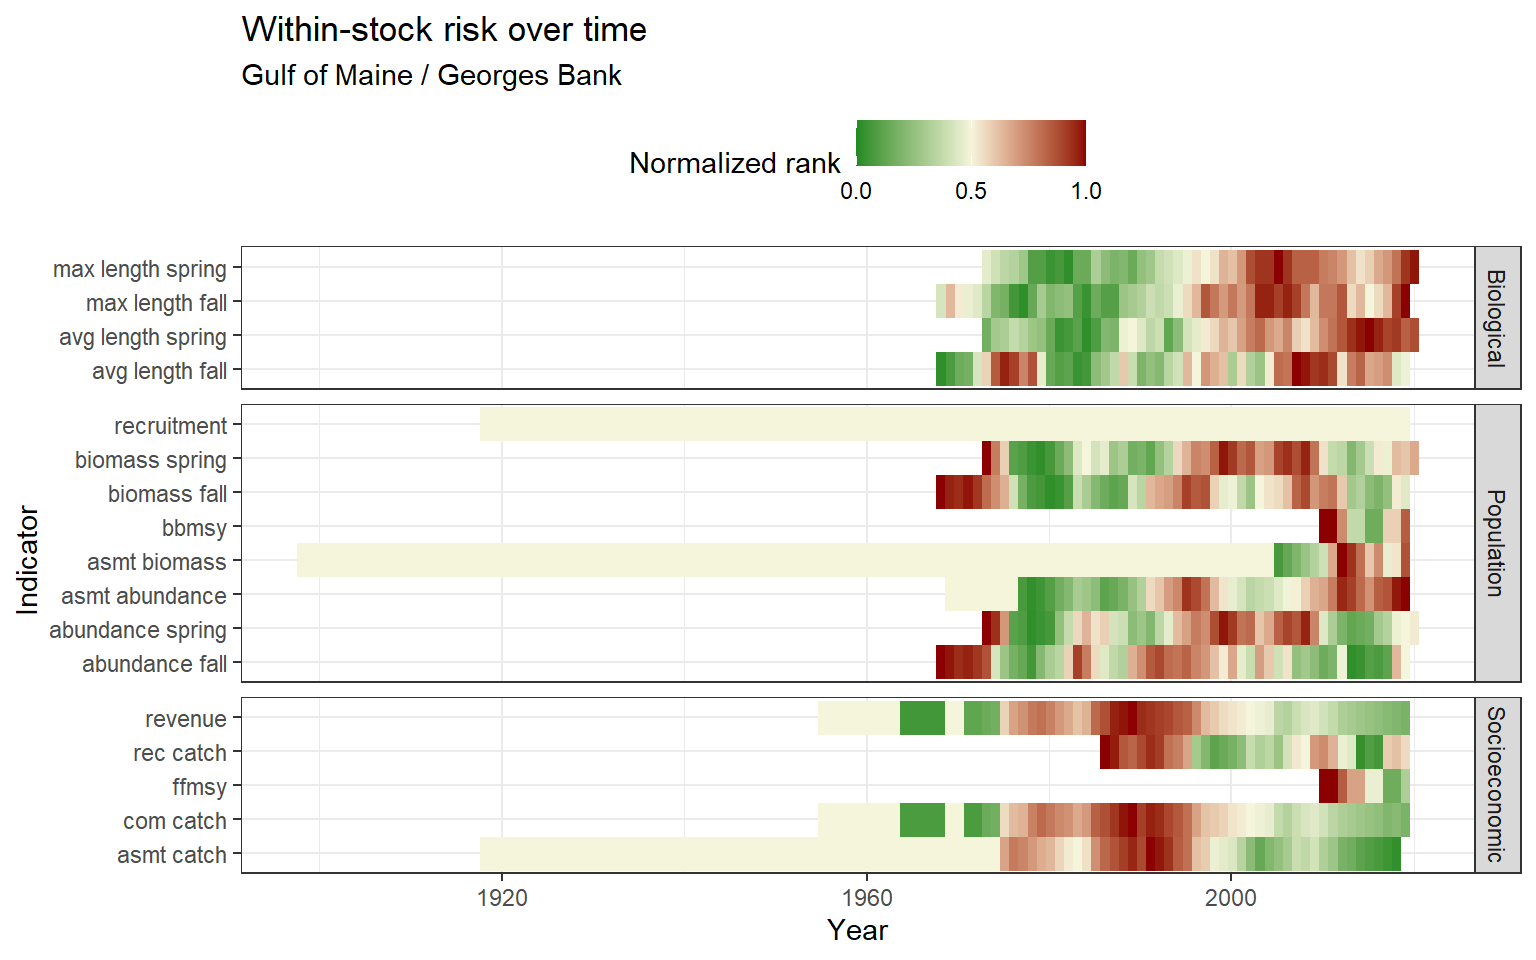 Within-stock risk over time
Gulf of Maine / Georges Bank
Normalized rank
0.0 0.5 1.0
Indicator
max length spring
max length fall
avg length spring
avg length fall
Biological
recruitment
biomass spring
biomass fall
bbmsy
asmt biomass
asmt abundance
abundance spring
abundance fall
Population
revenue
rec catch
ffmsy
com catch
asmt catch
Socioeconomic
1920 1960 2000
Year